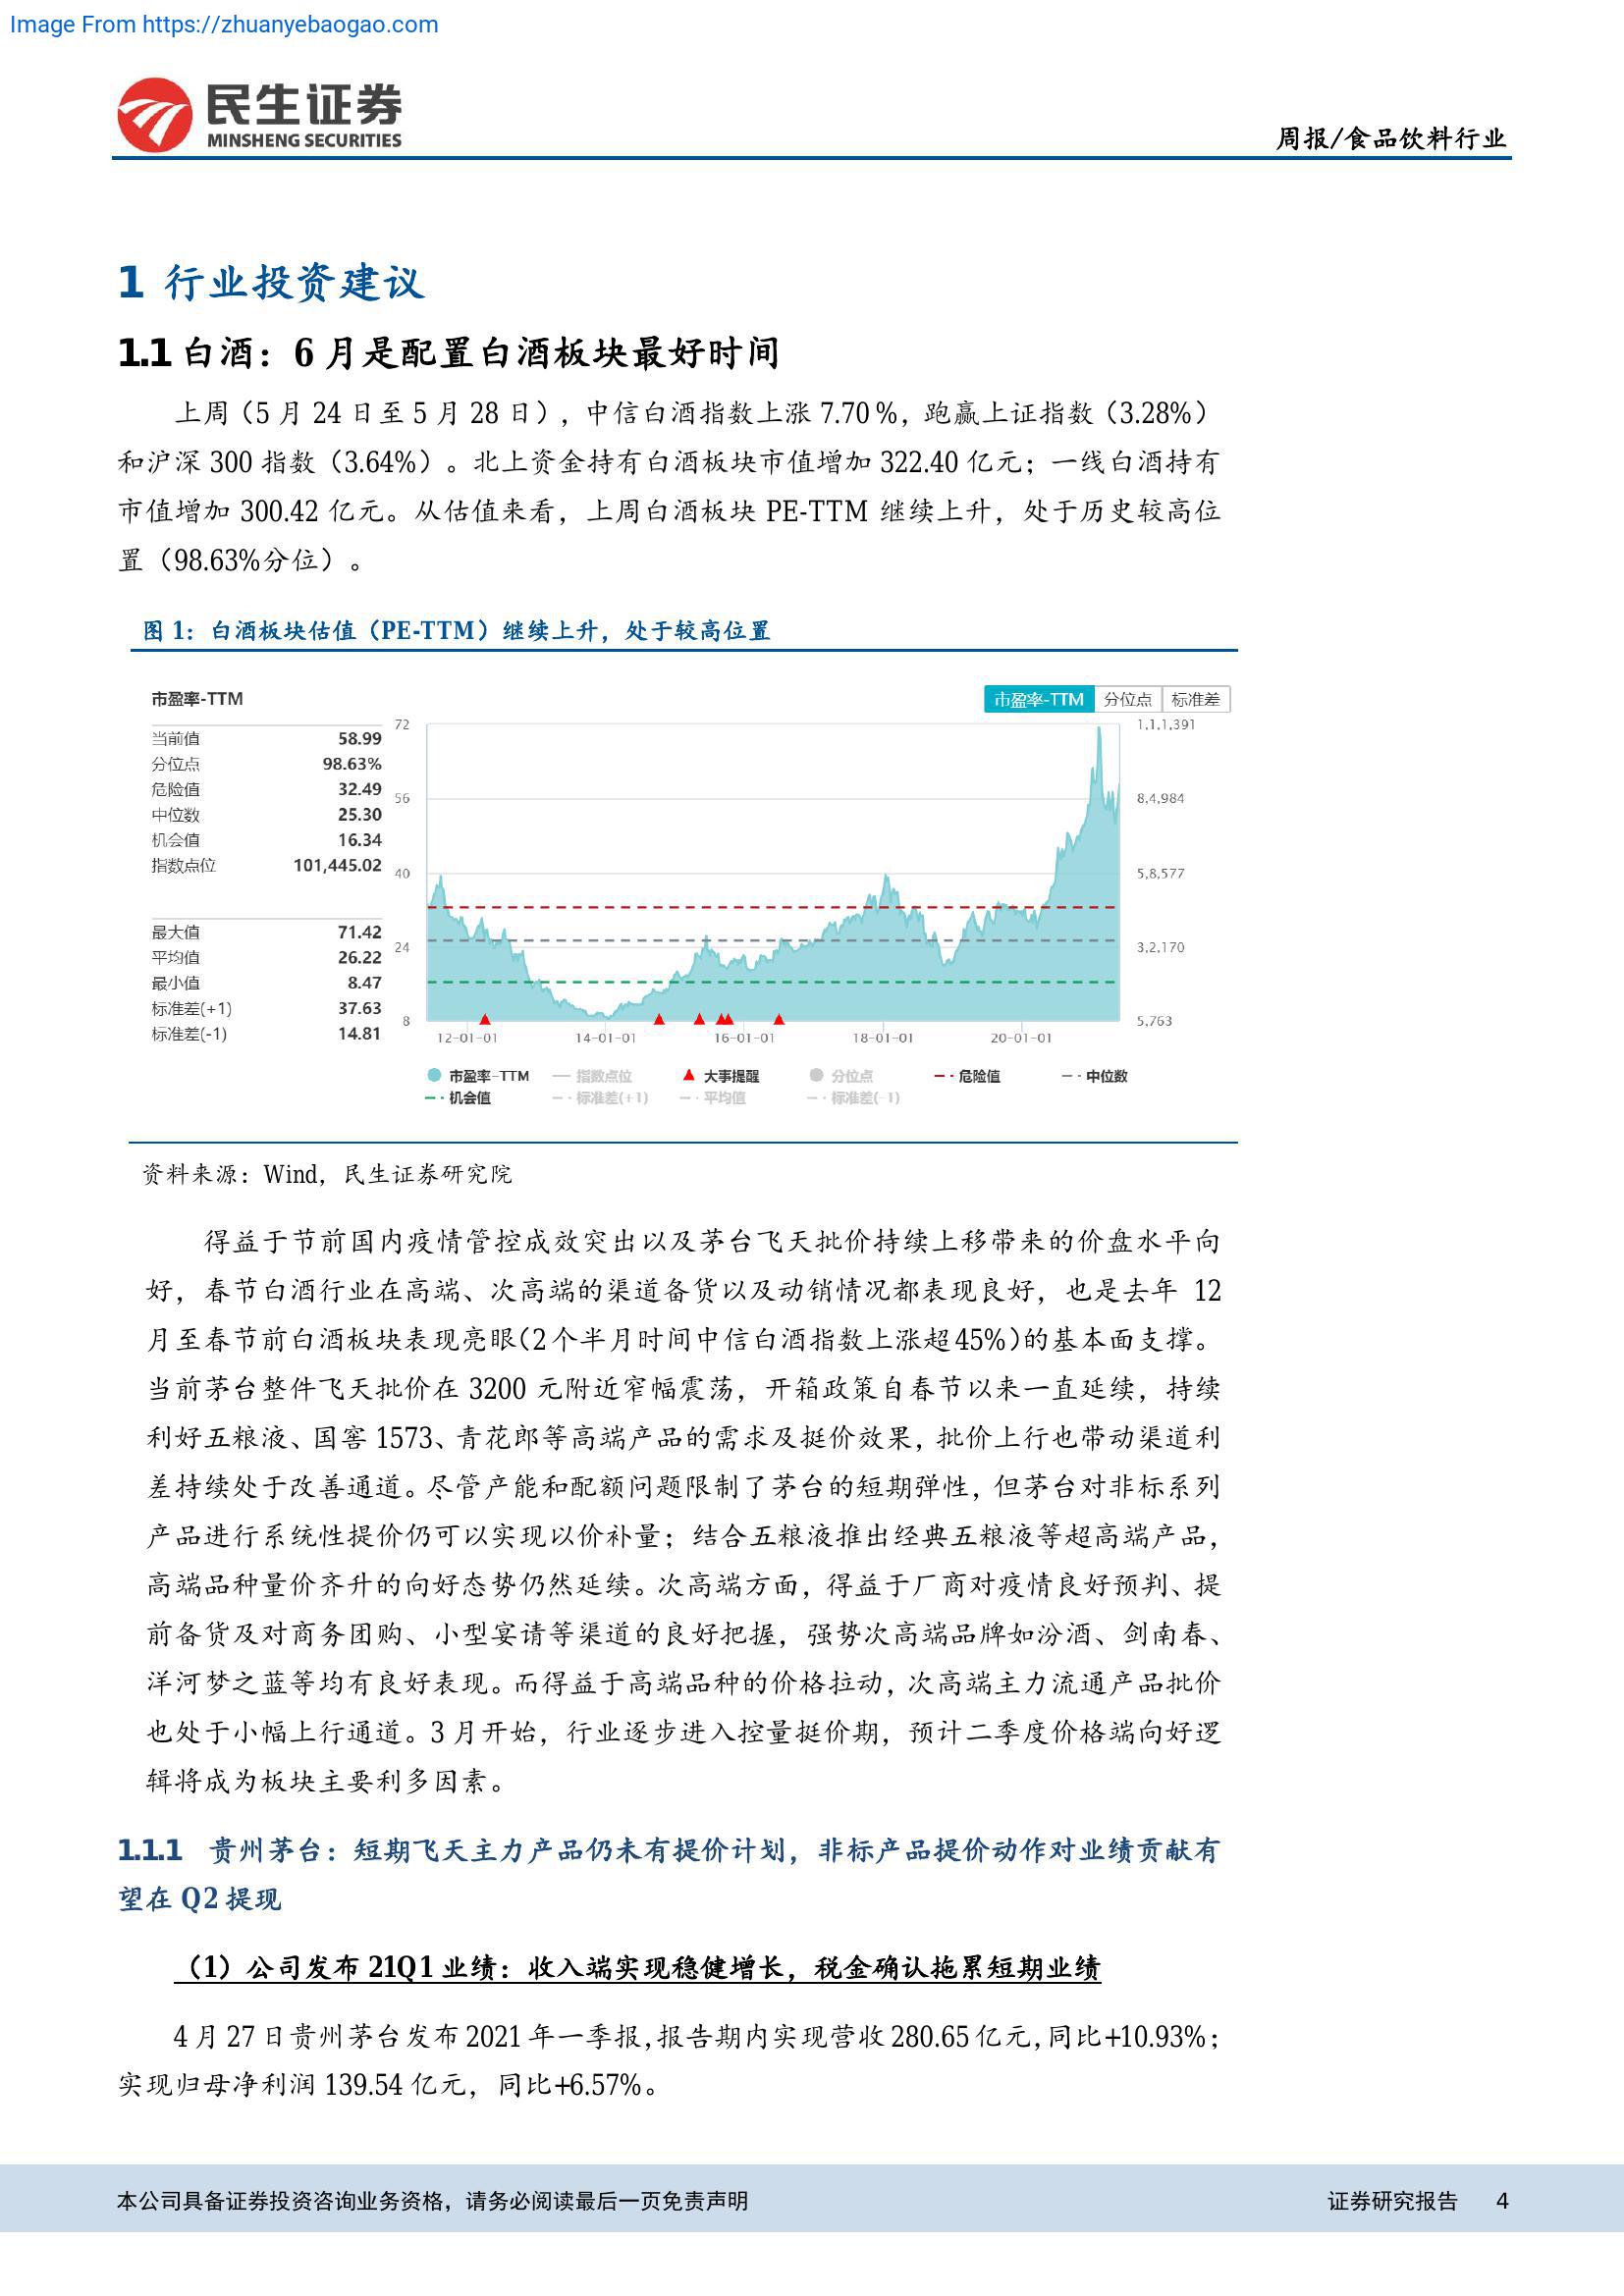 Image From https://zhuanyebaogao.com
民生证券
MINSHENG SECURITIES
周报/食品饮料行业
1 行业投资建议
1.1 白酒：6 月是配置白酒板块最好时间
上周（5 月 24 日至 5 月 28 日），中信白酒指数上涨 7.70%，跑赢上证指数（3.28%）
和沪深 300 指数（3.64%）。北上资金持有白酒板块市值增加 322.40 亿元；一线白酒持有
市值增加 300.42 亿元。从估值来看，上周白酒板块 PE-TTM 继续上升，处于历史较高位
置（98.63%分位）。
图 1：白酒板块估值（PE-TTM）继续上升，处于较高位置
市盈率-TTM
市盈率-TTM 分位点 标准差
当前值 58.99
分位点 98.63%
危险值 32.49
中位数 25.30
机会值 16.34
指数点位 101,445.02
最大值 71.42
平均值 26.22
最小值 8.47
标准差(+1) 37.63
标准差(-1) 14.81
72 1,1,1,391
56 8,4,984
40 5,8,577
24 3,2,170
8 5,763
12-01-01 14-01-01 16-01-01 18-01-01 20-01-01
市盈率-TTM 指数点位 大事提醒 分位点 危险值 中位数
机会值 标准差(+1) 平均值 标准差(-1)
资料来源：Wind，民生证券研究院
得益于节前国内疫情管控成效突出以及茅台飞天批价持续上移带来的价盘水平向
好，春节白酒行业在高端、次高端的渠道备货以及动销情况都表现良好，也是去年 12
月至春节前白酒板块表现亮眼(2个半月时间中信白酒指数上涨超45%)的基本面支撑。
当前茅台整件飞天批价在 3200 元附近窄幅震荡，开箱政策自春节以来一直延续，持续
利好五粮液、国窖 1573、青花郎等高端产品的需求及挺价效果，批价上行也带动渠道利
差持续处于改善通道。尽管产能和配额问题限制了茅台的短期弹性，但茅台对非标系列
产品进行系统性提价仍可以实现以价补量；结合五粮液推出经典五粮液等超高端产品，
高端品种量价齐升的向好态势仍然延续。次高端方面，得益于厂商对疫情良好预判、提
前备货及对商务团购、小型宴请等渠道的良好把握，强势次高端品牌如汾酒、剑南春、
洋河梦之蓝等均有良好表现。而得益于高端品种的价格拉动，次高端主力流通产品批价
也处于小幅上行通道。3 月开始，行业逐步进入控量挺价期，预计二季度价格端向好逻
辑将成为板块主要利多因素。
1.1.1 贵州茅台：短期飞天主力产品仍未有提价计划，非标产品提价动作对业绩贡献有
望在 Q2 提现
（1）公司发布 21Q1 业绩：收入端实现稳健增长，税金确认拖累短期业绩
4 月 27 日贵州茅台发布 2021 年一季报，报告期内实现营收 280.65 亿元，同比+10.93%；
实现归母净利润 139.54 亿元，同比+6.57%。
本公司具备证券投资咨询业务资格，请务必阅读最后一页免责声明
证券研究报告 4